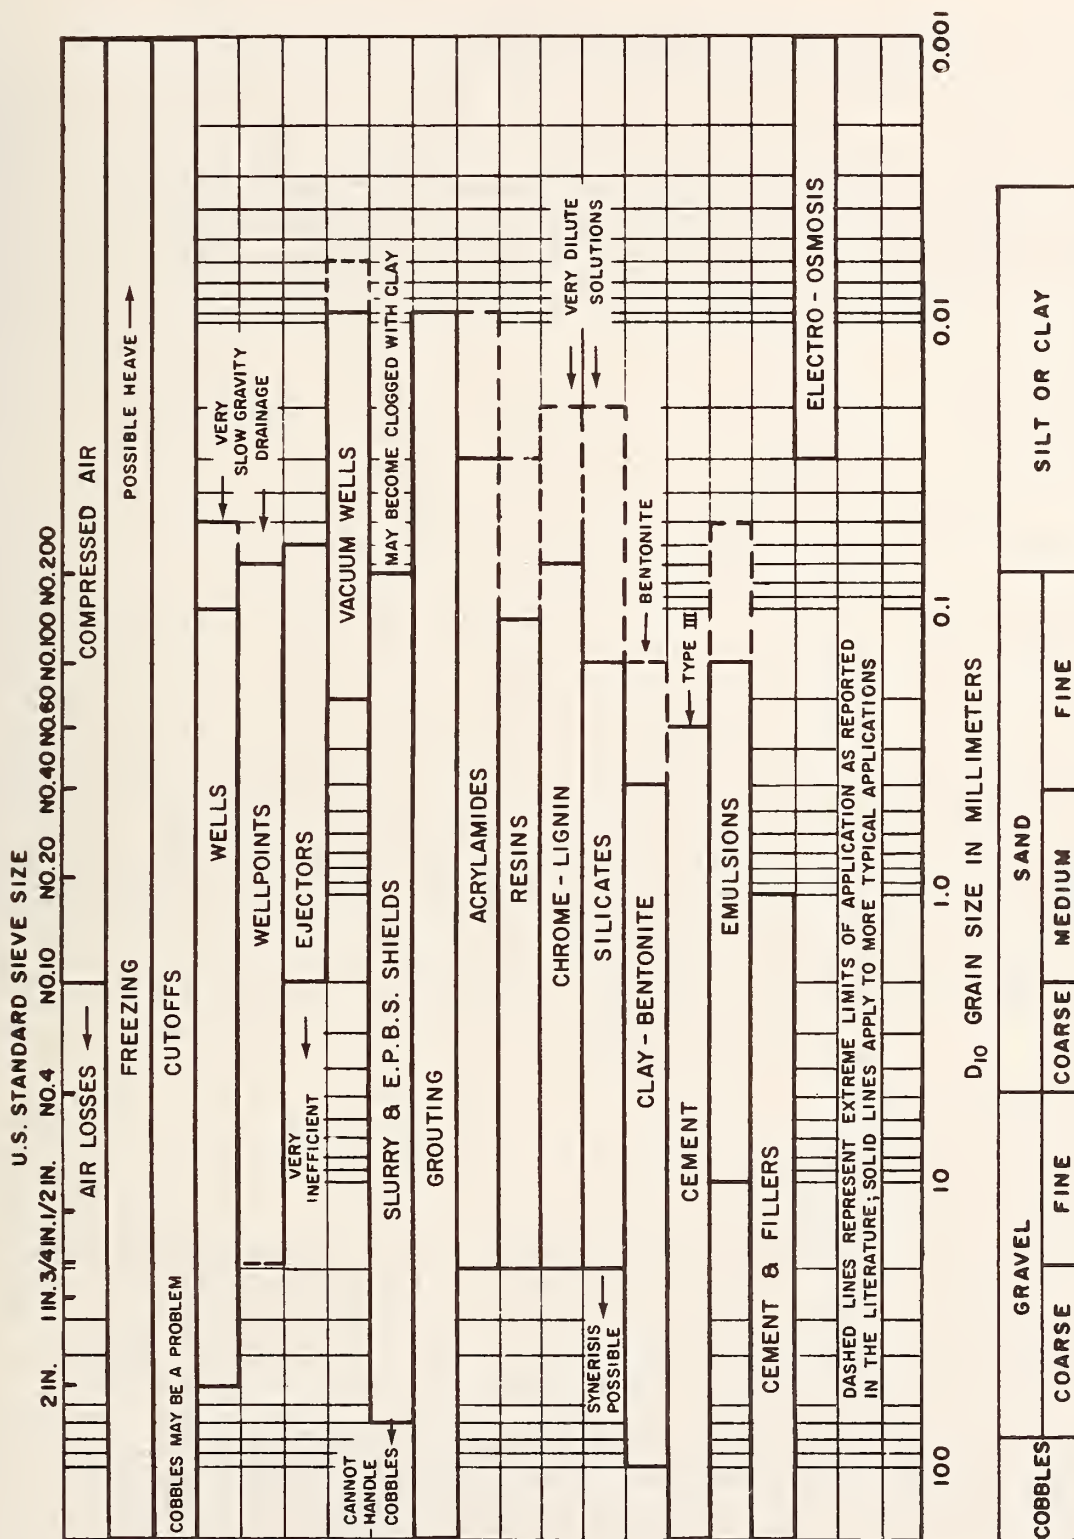 U.S. STANDARD SIEVE SIZE
2 IN. 1 IN. 3/4 IN. 1/2 IN. NO.4 NO.10 NO.20 NO.40 NO.60 NO.100 NO.200
AIR LOSSES COMPRESSED AIR
FREEZING POSSIBLE HEAVE
COBBLES MAY BE A PROBLEM CUTOFFS
WELLS
VERY
SLOW GRAVITY
DRAINAGE
WELLPOINTS
VERY
INEFFICIENT
EJECTORS
VACUUM WELLS
CANNOT
HANDLE
COBBLES
SLURRY & E.P.B.S. SHIELDS MAY BECOME CLOGGED WITH CLAY
GROUTING
ACRYLAMIDES
RESINS
CHROME - LIGNIN
VERY DILUTE
SOLUTIONS
SYNERISIS
POSSIBLE
SILICATES
CLAY - BENTONITE BENTONITE
CEMENT TYPE III
EMULSIONS
CEMENT & FILLERS
ELECTRO - OSMOSIS
DASHED LINES REPRESENT EXTREME LIMITS OF APPLICATION AS REPORTED
IN THE LITERATURE; SOLID LINES APPLY TO MORE TYPICAL APPLICATIONS
100 10 1.0 0.1 0.01 0.001
D10 GRAIN SIZE IN MILLIMETERS
COBBLES GRAVEL SAND SILT OR CLAY
COARSE FINE COARSE MEDIUM FINE